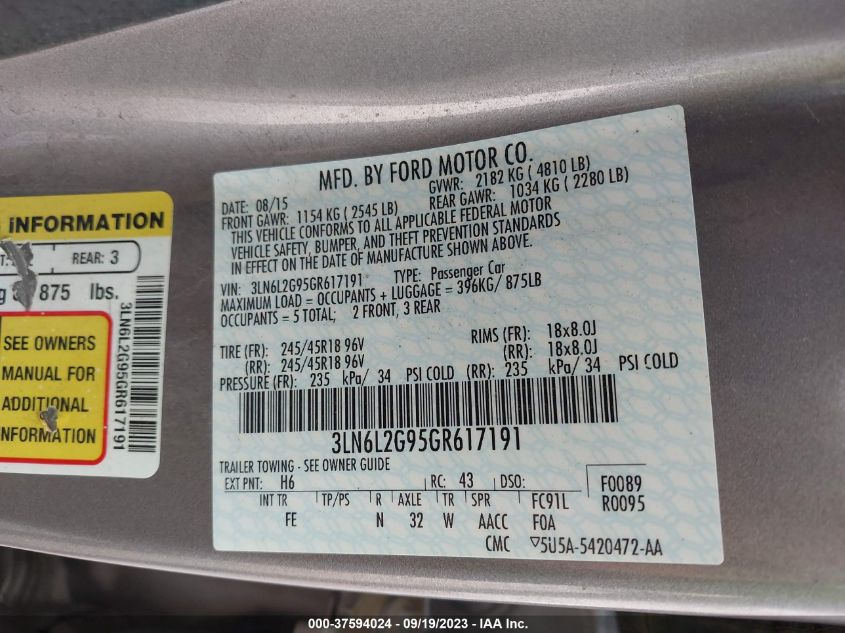 INFORMATION
REAR: 3
875 lbs.
SEE OWNERS
MANUAL FOR
ADDITIONAL
INFORMATION
3LN6L2G95GR617191
MFD. BY FORD MOTOR CO.
DATE: 08/15 GVWR: 2182 KG ( 4810 LB)
FRONT GAWR: 1154 KG ( 2545 LB) REAR GAWR: 1034 KG ( 2280 LB)
THIS VEHICLE CONFORMS TO ALL APPLICABLE FEDERAL MOTOR
VEHICLE SAFETY, BUMPER, AND THEFT PREVENTION STANDARDS
IN EFFECT ON THE DATE OF MANUFACTURE SHOWN ABOVE.
VIN: 3LN6L2G95GR617191 TYPE: Passenger Car
MAXIMUM LOAD = OCCUPANTS + LUGGAGE = 396KG/ 875LB
OCCUPANTS = 5 TOTAL; 2 FRONT, 3 REAR
TIRE (FR): 245/45R18 96V RIMS (FR): 18x8.0J
(RR): 245/45R18 96V (RR): 18x8.0J
PRESSURE (FR): 235 kPa/ 34 PSI COLD (RR): 235 kPa/ 34 PSI COLD
3LN6L2G95GR617191
TRAILER TOWING - SEE OWNER GUIDE
EXT PNT: H6 RC: 43 DSO: F0089
INT TR TP/PS R AXLE TR SPR FC91L R0095
FE N 32 W AACC FOA
CMC ▽5U5A-5420472-AA
000-37594024 - 09/19/2023 - IAA Inc.